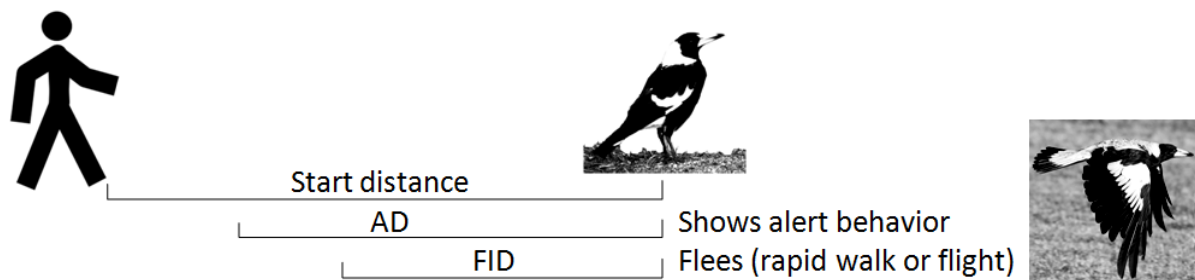 Start distance
AD Shows alert behavior
FID Flees (rapid walk or flight)